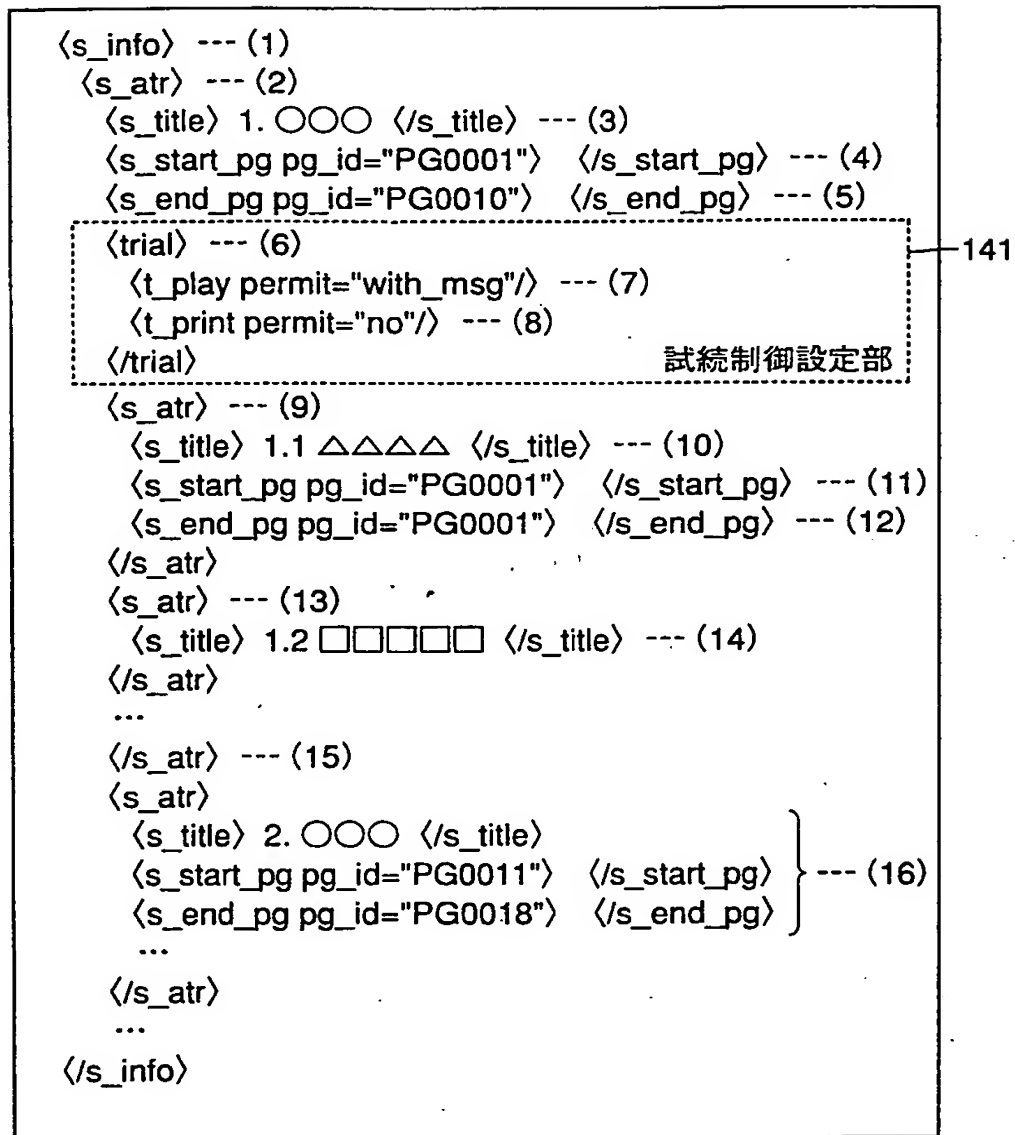 〈s_info〉 --- (1)
〈s_atr〉 --- (2)
〈s_title〉 1. ○○○ 〈/s_title〉 --- (3)
〈s_start_pg pg_id="PG0001"〉 〈/s_start_pg〉 --- (4)
〈s_end_pg pg_id="PG0010"〉 〈/s_end_pg〉 --- (5)
〈trial〉 --- (6)
141
〈t_play permit="with_msg"/〉 --- (7)
〈t_print permit="no"/〉 --- (8)
〈/trial〉 試続制御設定部
〈s_atr〉 --- (9)
〈s_title〉 1.1 △△△△ 〈/s_title〉 --- (10)
〈s_start_pg pg_id="PG0001"〉 〈/s_start_pg〉 --- (11)
〈s_end_pg pg_id="PG0001"〉 〈/s_end_pg〉 --- (12)
〈/s_atr〉
〈s_atr〉 --- (13)
〈s_title〉 1.2 □□□□□ 〈/s_title〉 --- (14)
〈/s_atr〉
...
〈/s_atr〉 --- (15)
〈s_atr〉
〈s_title〉 2. ○○○ 〈/s_title〉
〈s_start_pg pg_id="PG0011"〉 〈/s_start_pg〉 --- (16)
〈s_end_pg pg_id="PG0018"〉 〈/s_end_pg〉
...
〈/s_atr〉
...
〈/s_info〉